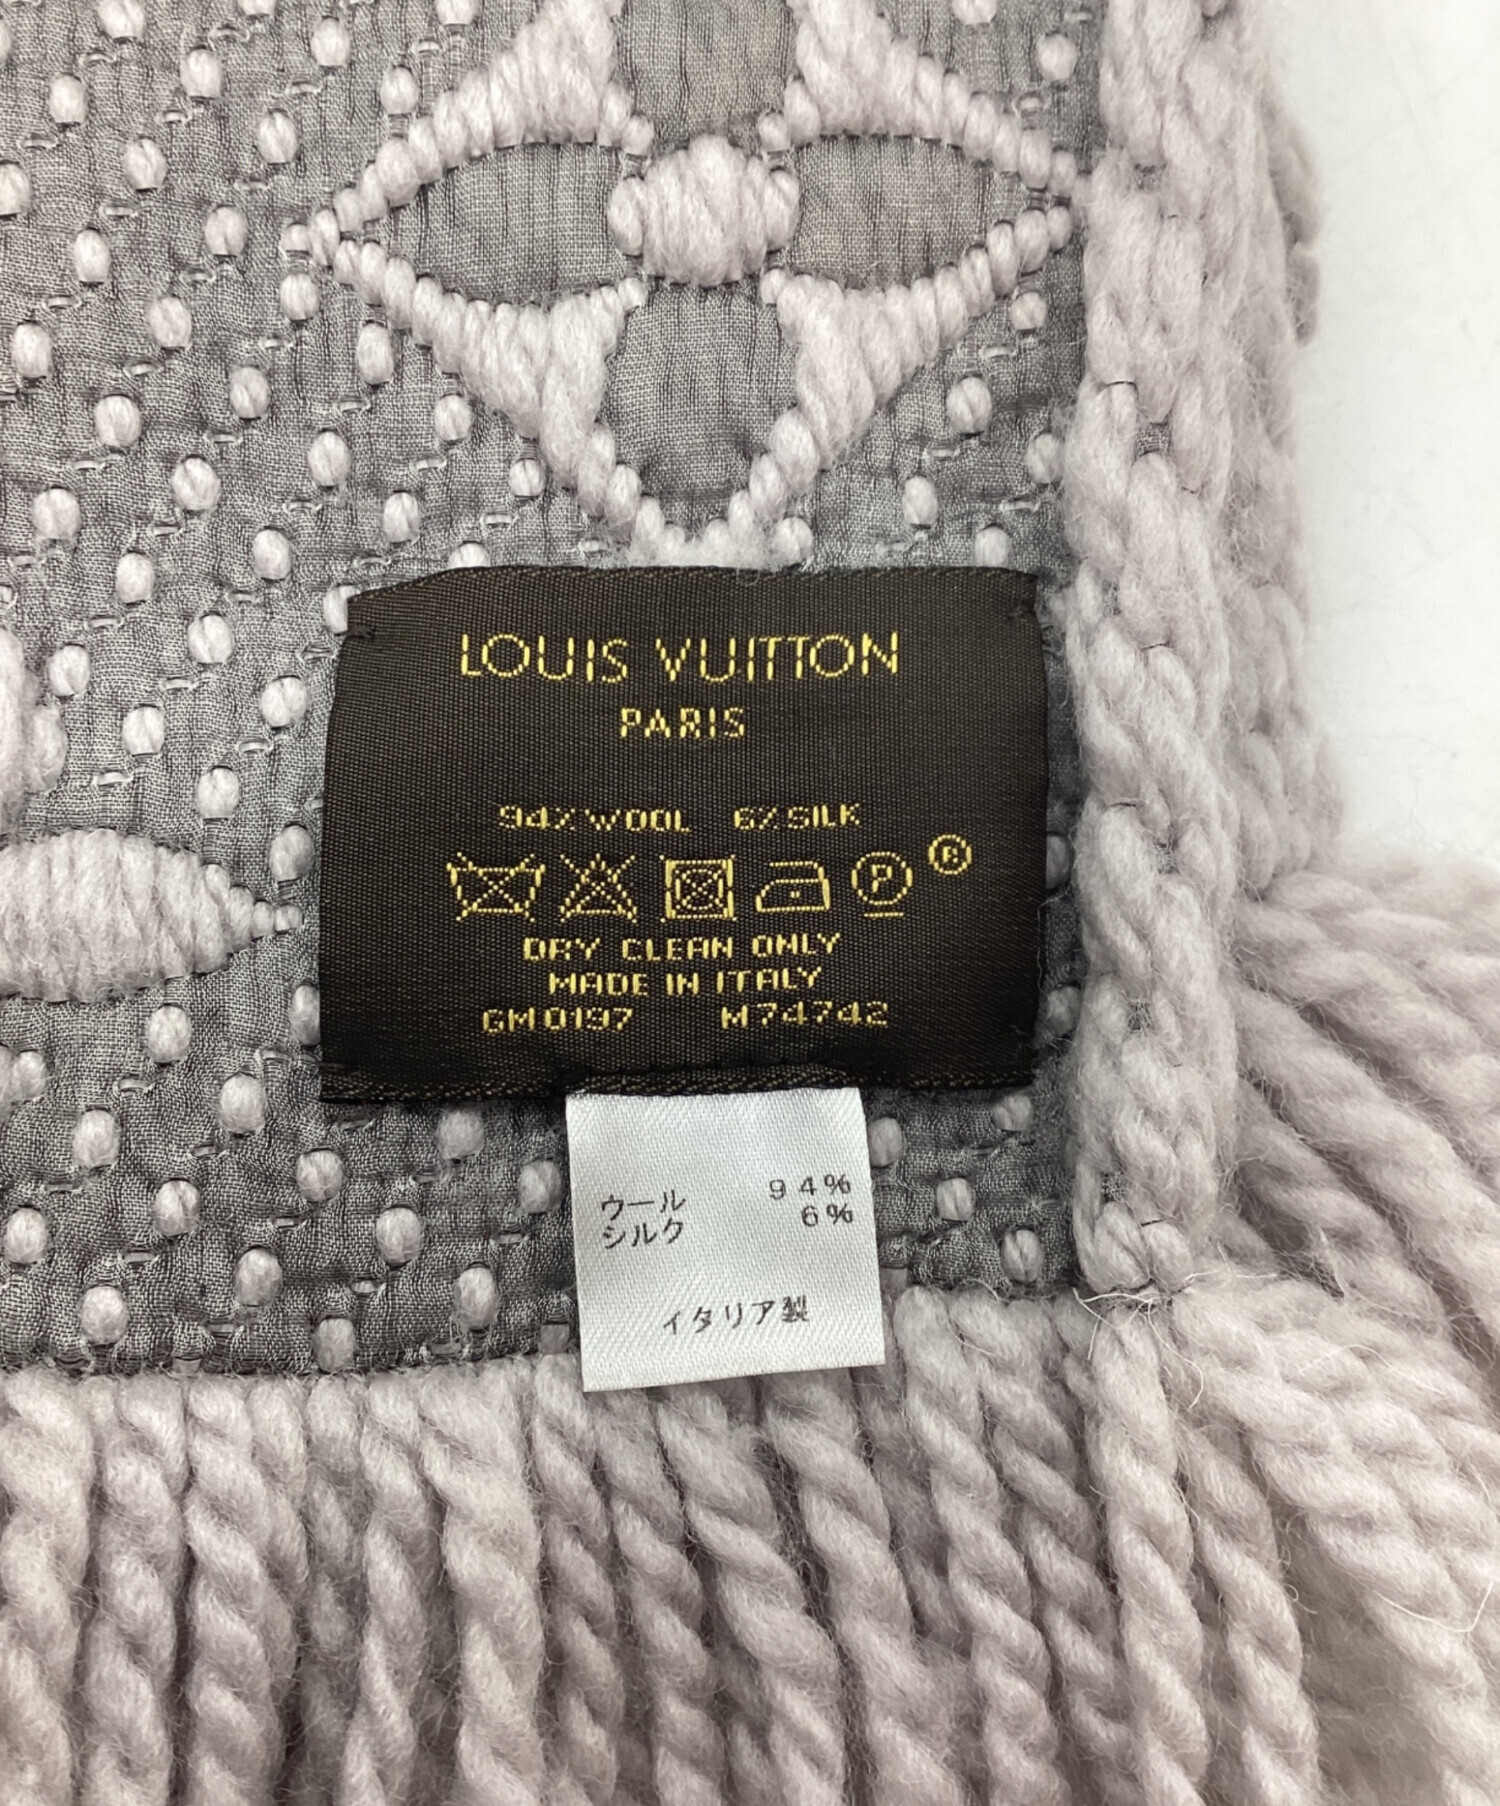 LOUIS VUITTON
PARIS
94% WOOL 6% SILK
P ®
DRY CLEAN ONLY
MADE IN ITALY
GM0197 M74742
ウール 94%
シルク 6%
イタリア製